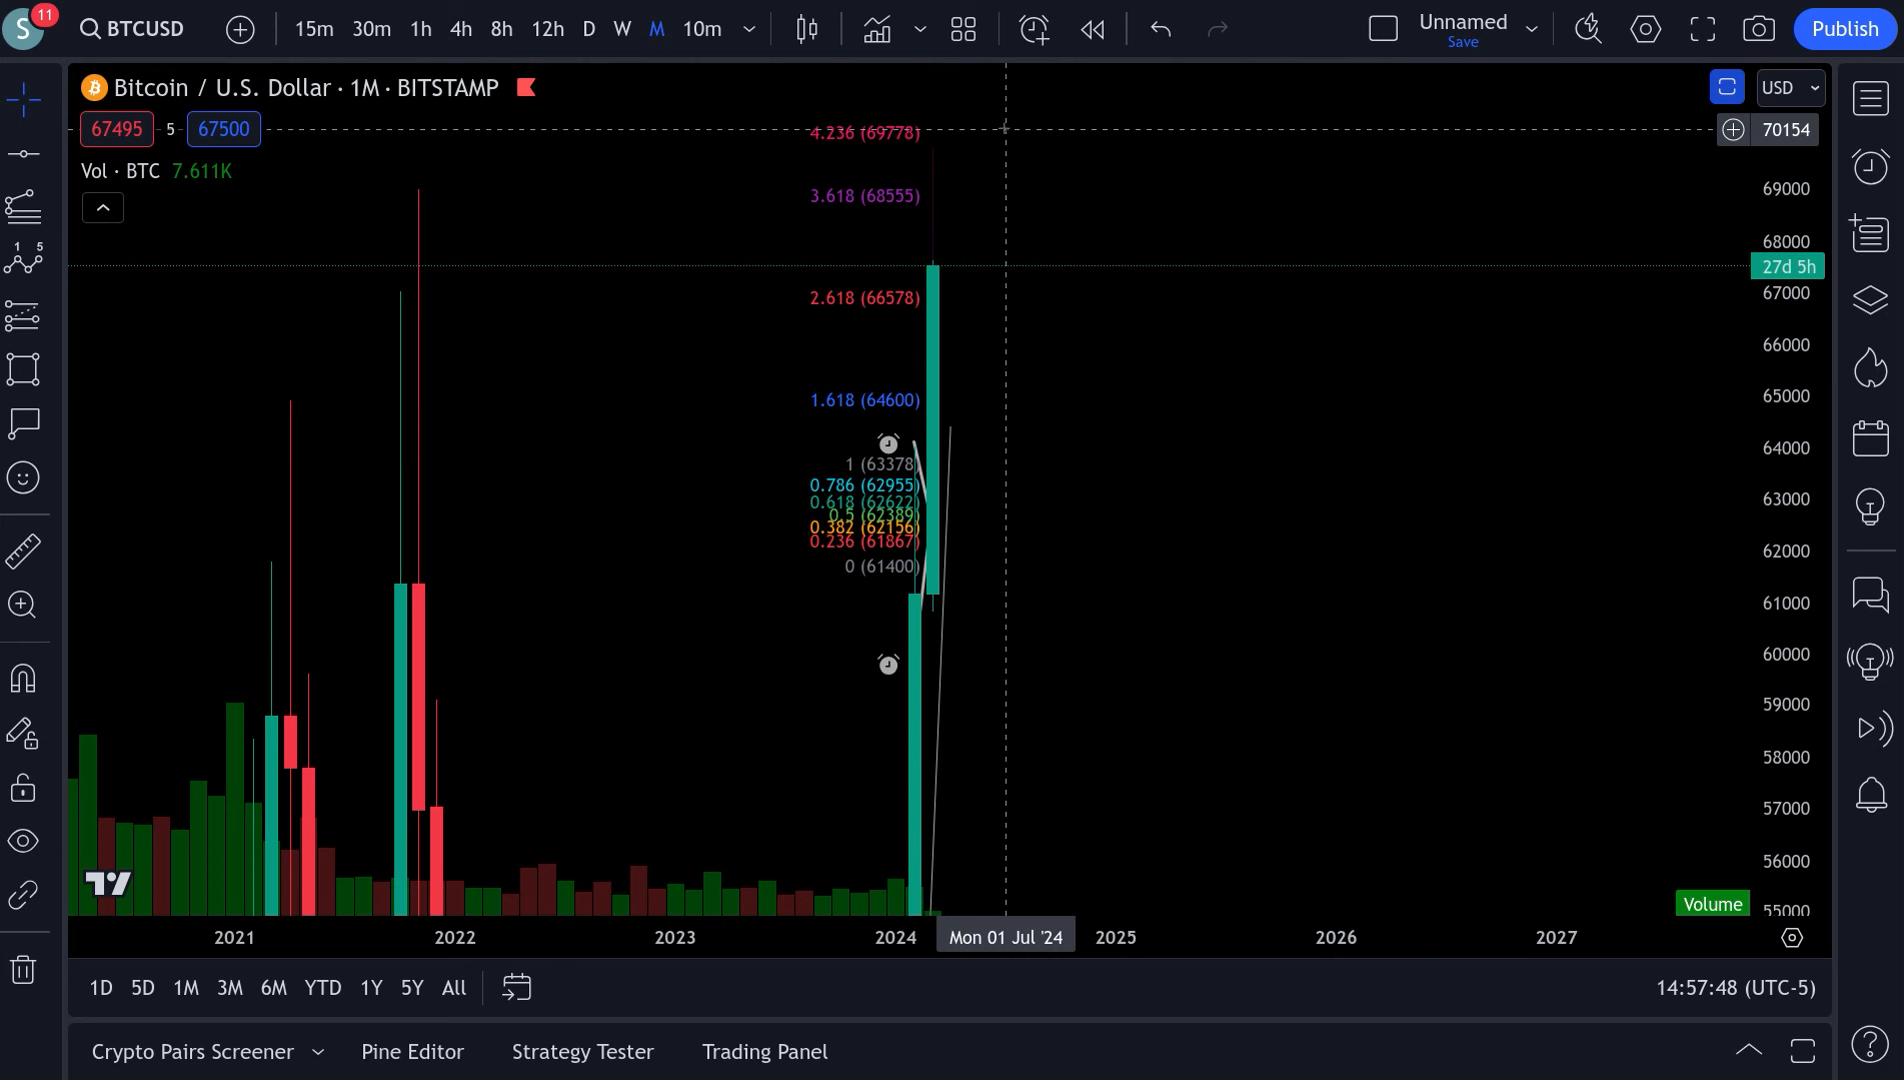 S
11
BTCUSD
15m 30m 1h 4h 8h 12h D W M 10m
Unnamed
Save
Publish
Bitcoin / U.S. Dollar · 1M · BITSTAMP
USD
67495 5 67500
4.236 (69778)
70154
Vol · BTC 7.611K
69000
3.618 (68555)
68000
27d 5h
67000
2.618 (66578)
66000
1.618 (64600)
65000
64000
1 (63378)
0.786 (62955)
63000
0.618 (62622)
0.5 (62389)
0.382 (62156)
0.236 (61867)
62000
0 (61400)
61000
60000
59000
58000
57000
56000
Volume
55000
2021 2022 2023 2024 Mon 01 Jul '24 2025 2026 2027
1D 5D 1M 3M 6M YTD 1Y 5Y All
14:57:48 (UTC-5)
Crypto Pairs Screener Pine Editor Strategy Tester Trading Panel